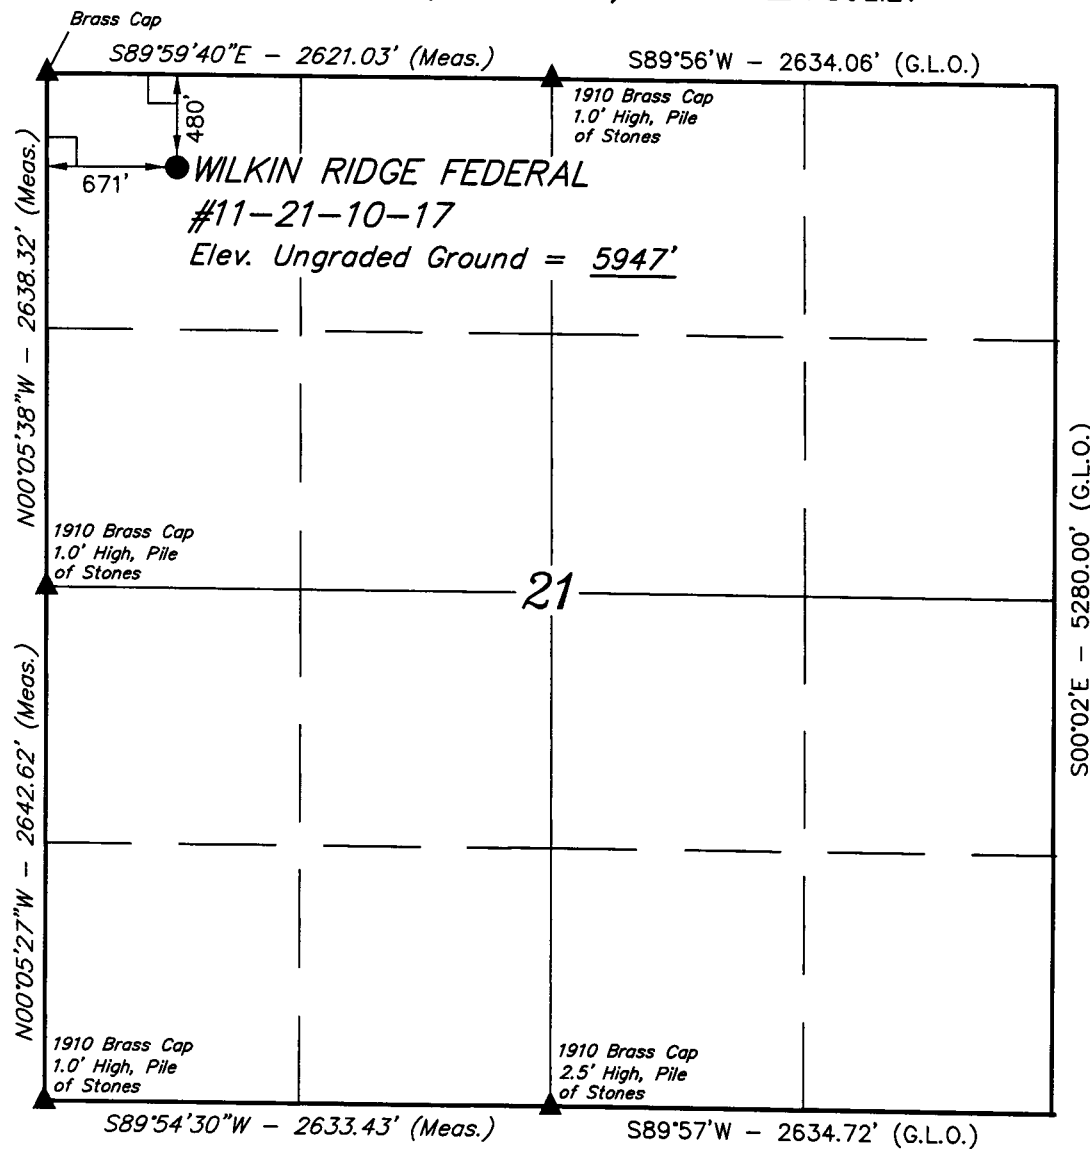 Brass Cap
S89°59'40"E – 2621.03' (Meas.)
S89°56'W – 2634.06' (G.L.O.)
1910 Brass Cap
1.0' High, Pile
of Stones
480'
671'
WILKIN RIDGE FEDERAL
#11–21–10–17
Elev. Ungraded Ground = 5947'
N00°05'38"W – 2638.32' (Meas.)
1910 Brass Cap
1.0' High, Pile
of Stones
21
S00°02'E – 5280.00' (G.L.O.)
N00°05'27"W – 2642.62' (Meas.)
1910 Brass Cap
1.0' High, Pile
of Stones
1910 Brass Cap
2.5' High, Pile
of Stones
S89°54'30"W – 2633.43' (Meas.)
S89°57'W – 2634.72' (G.L.O.)